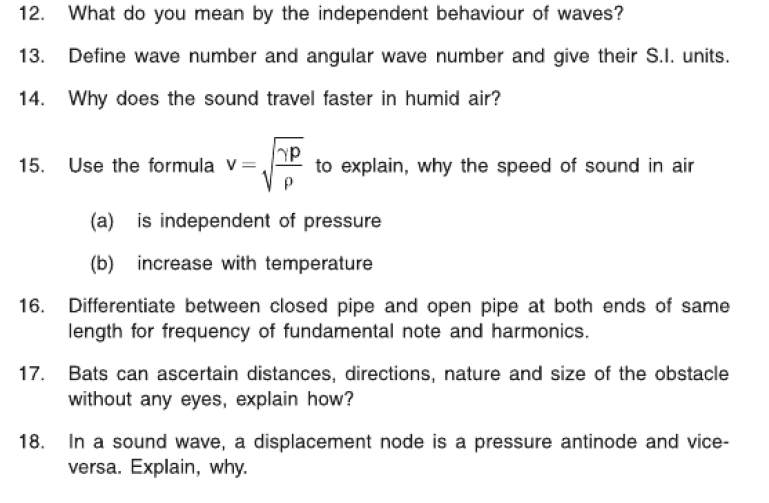 12. What do you mean by the independent behaviour of waves?
13. Define wave number and angular wave number and give their S.I. units.
14. Why does the sound travel faster in humid air?
15. Use the formula v = √(γp/ρ) to explain, why the speed of sound in air
(a) is independent of pressure
(b) increase with temperature
16. Differentiate between closed pipe and open pipe at both ends of same
length for frequency of fundamental note and harmonics.
17. Bats can ascertain distances, directions, nature and size of the obstacle
without any eyes, explain how?
18. In a sound wave, a displacement node is a pressure antinode and vice-
versa. Explain, why.